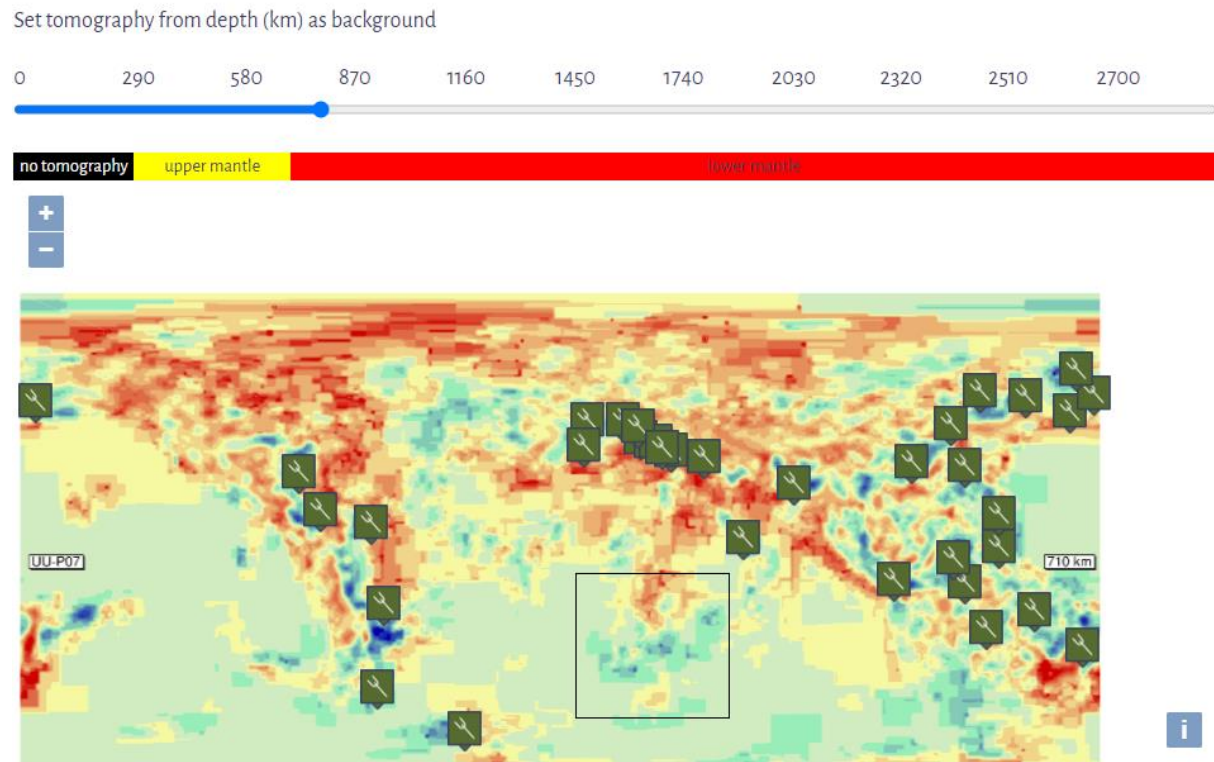 Set tomography from depth (km) as background
0 290 580 870 1160 1450 1740 2030 2320 2510 2700
no tomography upper mantle lower mantle
+
−
UU-P07 710 km
i